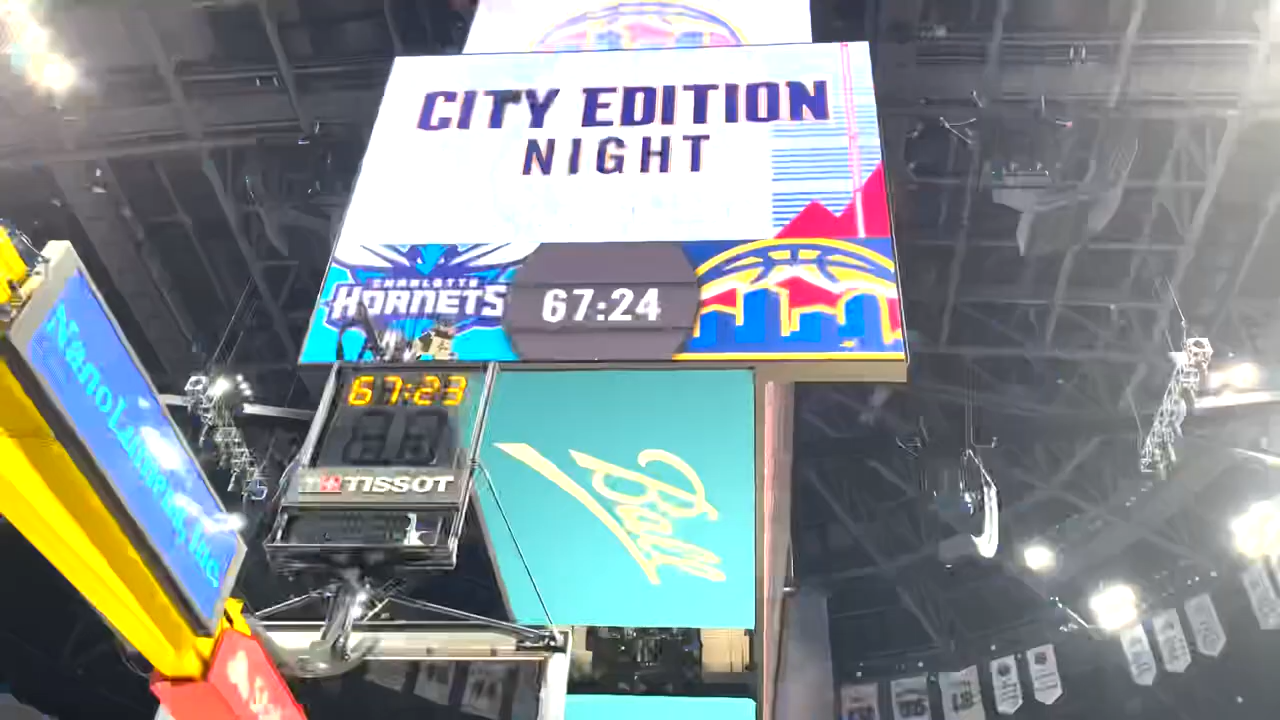 CITY EDITION
NIGHT
CHARLOTTE
HORNETS
67:24
67:23
TISSOT
Ball